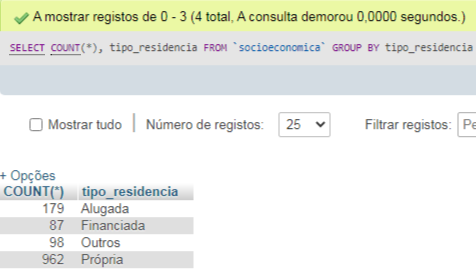 A mostrar registos de 0 - 3 (4 total, A consulta demorou 0,0000 segundos.)
SELECT COUNT(*), tipo_residencia FROM `socioeconomica` GROUP BY tipo_residencia
Mostrar tudo Número de registos: 25 Filtrar registos:
+ Opções
COUNT(*) tipo_residencia
179 Alugada
87 Financiada
98 Outros
962 Própria